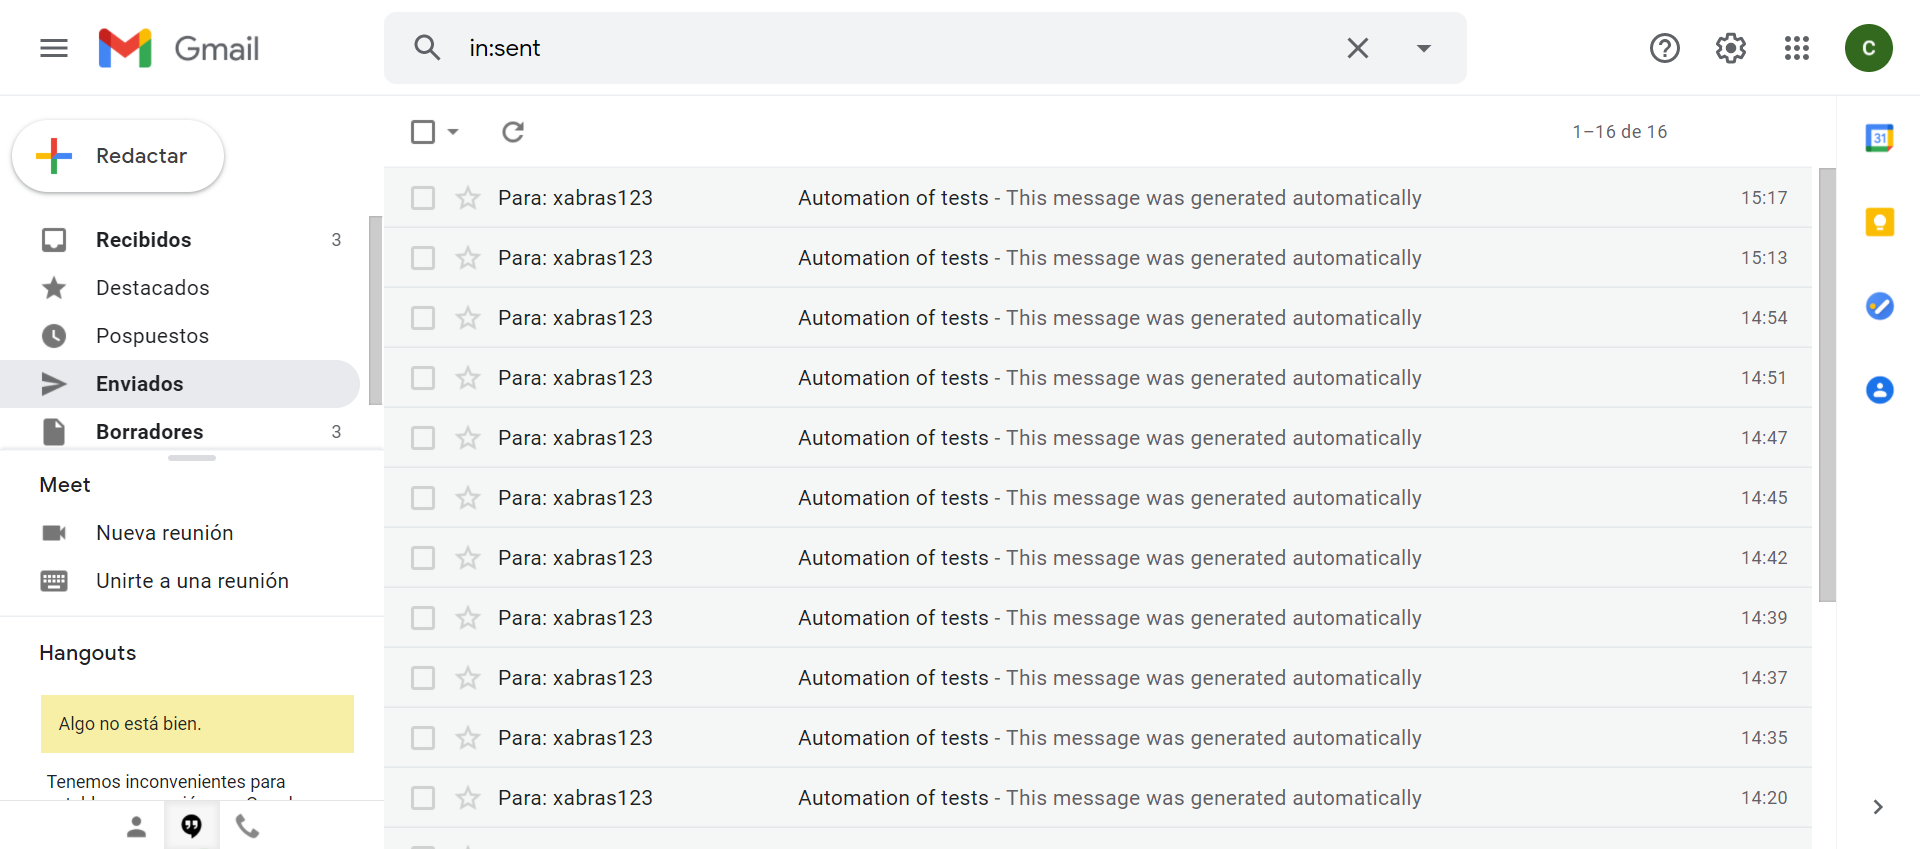 Gmail
in:sent
C
Redactar
1–16 de 16
31
Recibidos 3
Destacados
Pospuestos
Enviados
Borradores 3
Meet
Nueva reunión
Unirte a una reunión
Hangouts
Algo no está bien.
Tenemos inconvenientes para
Para: xabras123 Automation of tests - This message was generated automatically 15:17
Para: xabras123 Automation of tests - This message was generated automatically 15:13
Para: xabras123 Automation of tests - This message was generated automatically 14:54
Para: xabras123 Automation of tests - This message was generated automatically 14:51
Para: xabras123 Automation of tests - This message was generated automatically 14:47
Para: xabras123 Automation of tests - This message was generated automatically 14:45
Para: xabras123 Automation of tests - This message was generated automatically 14:42
Para: xabras123 Automation of tests - This message was generated automatically 14:39
Para: xabras123 Automation of tests - This message was generated automatically 14:37
Para: xabras123 Automation of tests - This message was generated automatically 14:35
Para: xabras123 Automation of tests - This message was generated automatically 14:20